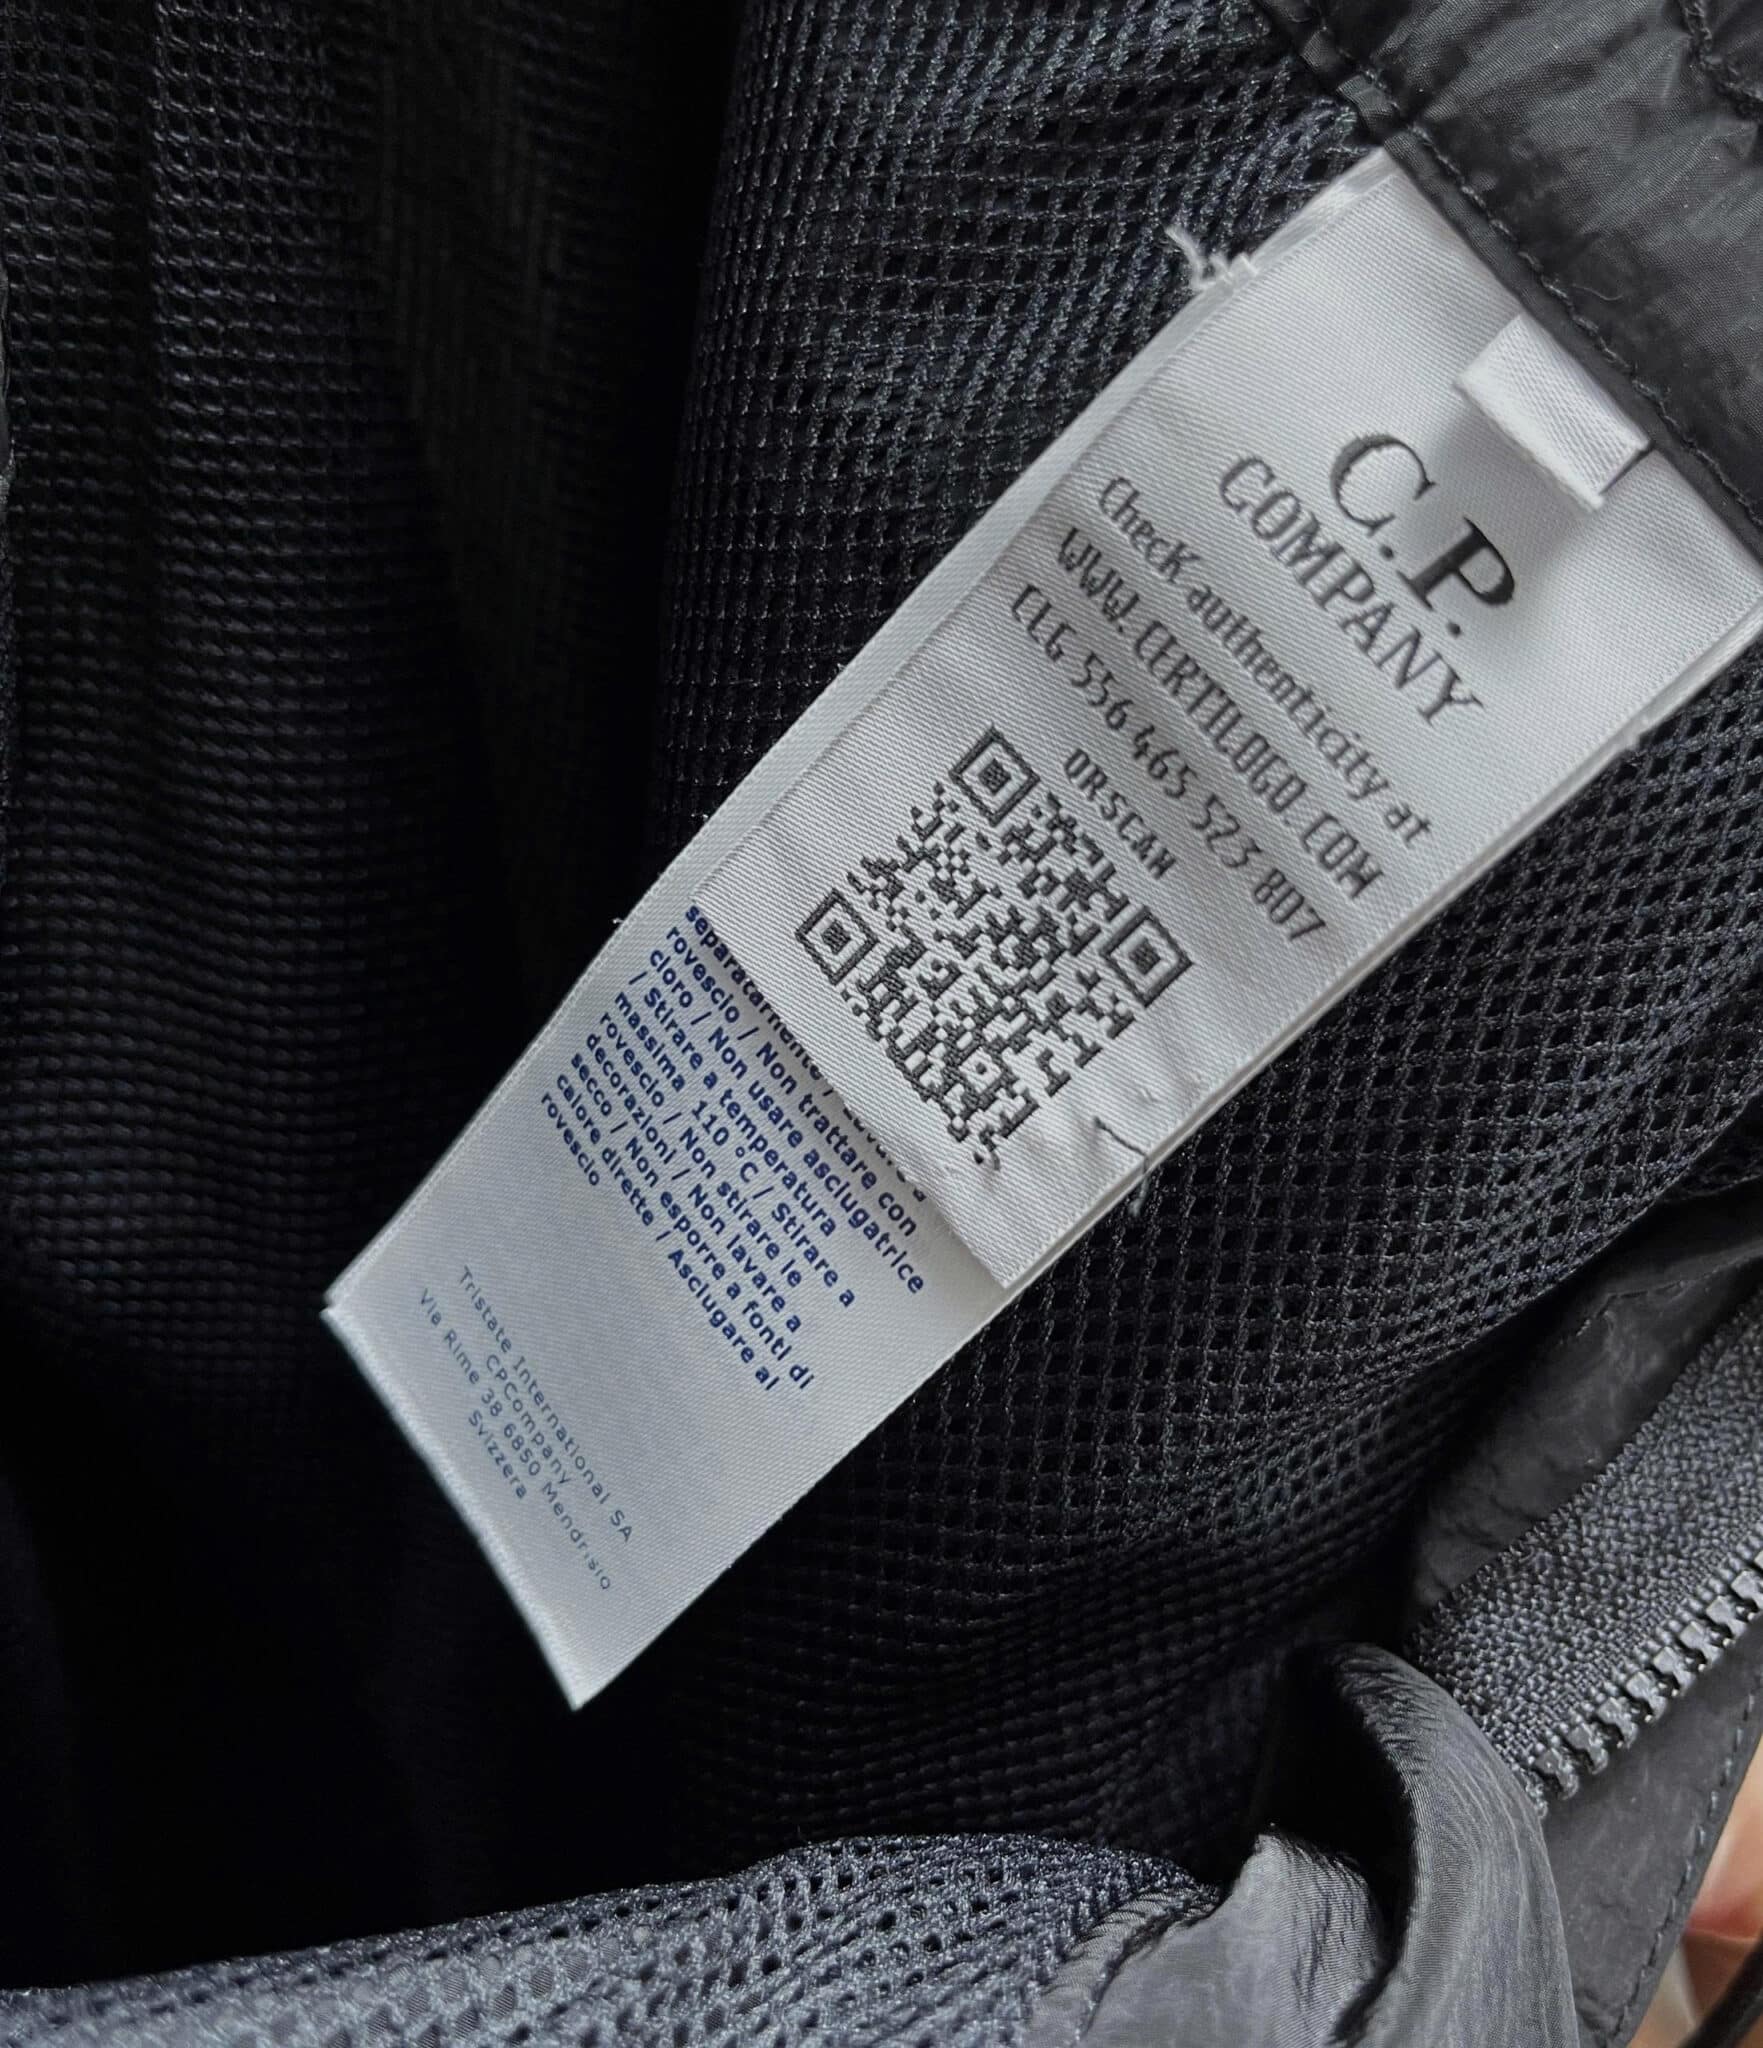 C.P.
COMPANY
Check authenticity at
WWW.CERTILOGO.COM
CLG 556 465 523 807
OR SCAN
separatamente/
rovescio / Non trattare con
cloro / Non usare asciugatrice
/ Stirare a temperatura
massima 110°C / Stirare a
rovescio / Non stirare le
decorazioni / Non lavare a
secco / Non esporre a fonti di
calore dirette / Asciugare al
rovescio
Tristate International SA
CPCompany
Via Rime 38 6850 Mendrisio
Svizzera